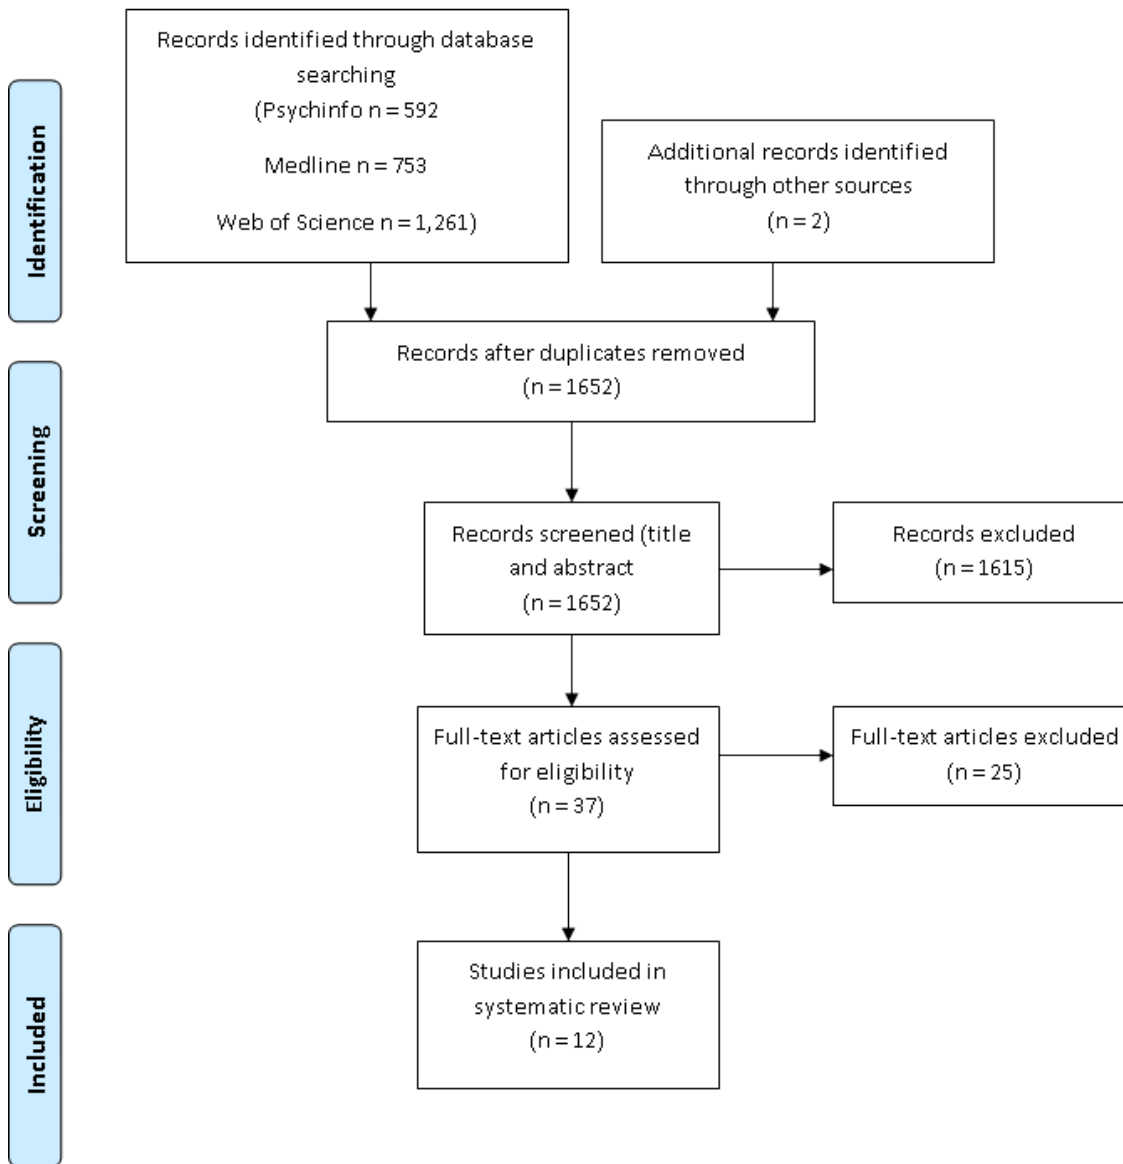 Identification
Records identified through database
searching
(Psychinfo n = 592
Medline n = 753
Web of Science n = 1,261)
Additional records identified
through other sources
(n = 2)
Records after duplicates removed
(n = 1652)
Screening
Records screened (title
and abstract
(n = 1652)
Records excluded
(n = 1615)
Eligibility
Full-text articles assessed
for eligibility
(n = 37)
Full-text articles excluded
(n = 25)
Included
Studies included in
systematic review
(n = 12)